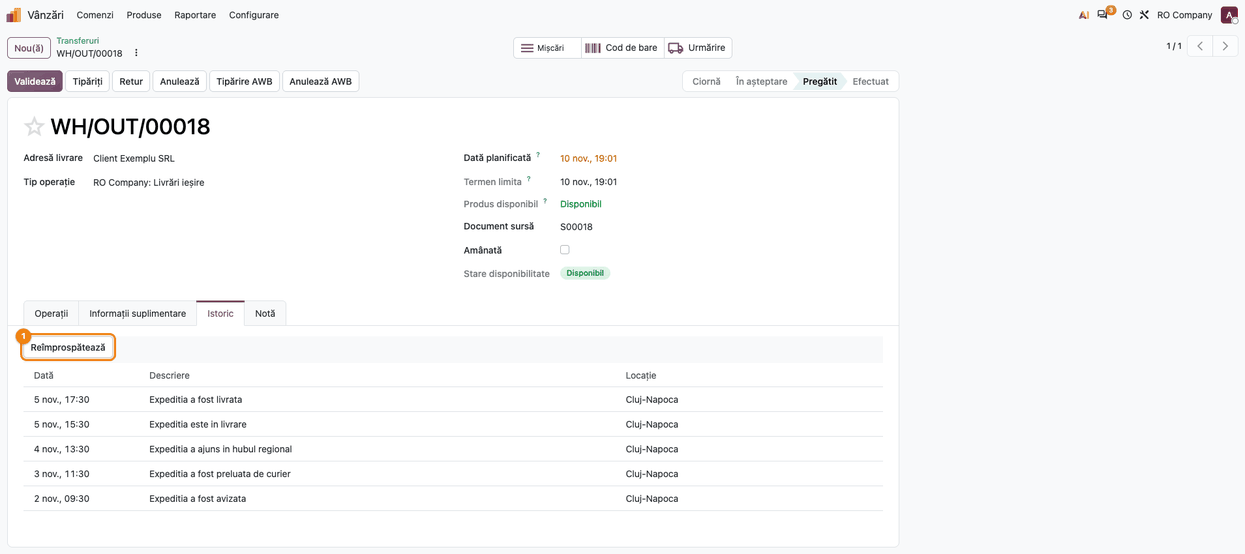 Vânzări Comenzi Produse Raportare Configurare 3 RO Company A
Nou(ă) Transferuri
WH/OUT/00018
Mișcări Cod de bare Urmărire 1 / 1
Validează Tipăriți Retur Anulează Tipărire AWB Anulează AWB Ciornă În așteptare Pregătit Efectuat
WH/OUT/00018
Adresă livrare Client Exemplu SRL
Tip operație RO Company: Livrări ieșire
Dată planificată ? 10 nov., 19:01
Termen limita ? 10 nov., 19:01
Produs disponibil ? Disponibil
Document sursă S00018
Amânată
Stare disponibilitate Disponibil
Operații Informații suplimentare Istoric Notă
1
Reîmprospătează
Dată Descriere Locație
5 nov., 17:30 Expeditia a fost livrata Cluj-Napoca
5 nov., 15:30 Expeditia este in livrare Cluj-Napoca
4 nov., 13:30 Expeditia a ajuns in hubul regional Cluj-Napoca
3 nov., 11:30 Expeditia a fost preluata de curier Cluj-Napoca
2 nov., 09:30 Expeditia a fost avizata Cluj-Napoca